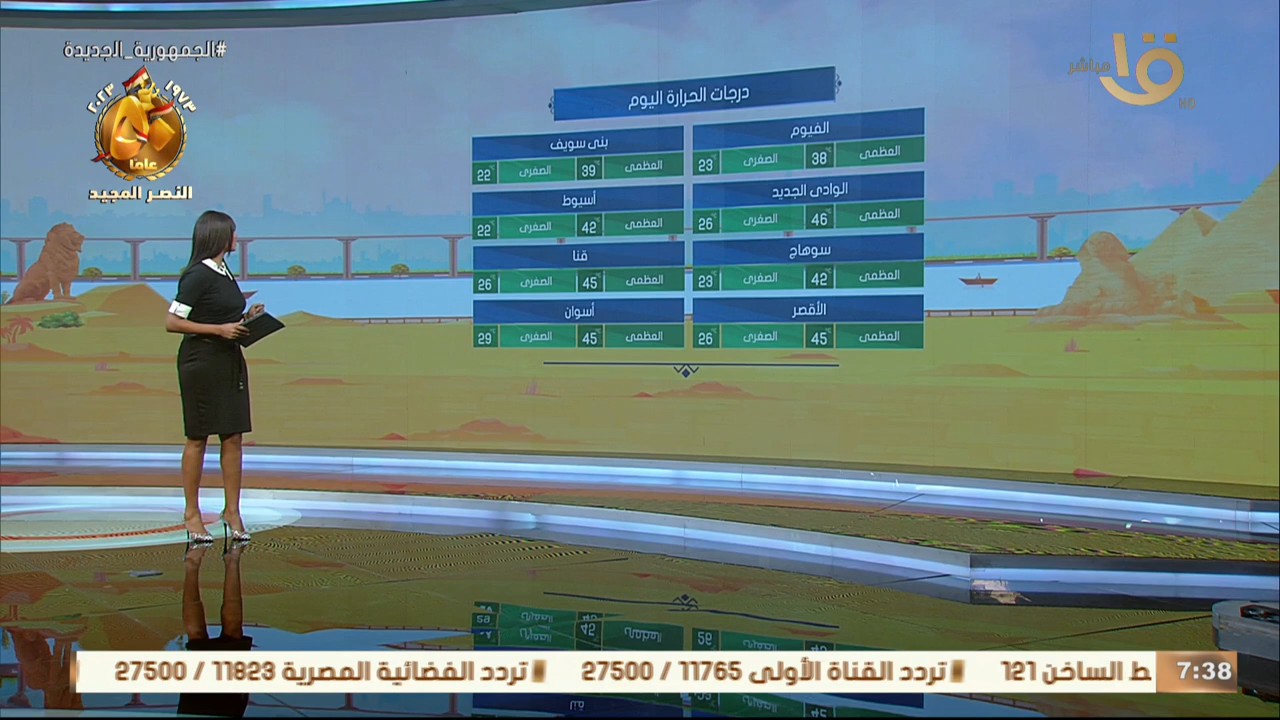 #الجمهورية_الجديدة
١٩٧٣
٢٠٢٣
٥٠
عاما
النصر المجيد
مباشر
ق١
HD
درجات الحرارة اليوم
الفيوم
العظمى 38 الصغرى 23
بنى سويف
العظمى 39 الصغرى 22
الوادى الجديد
العظمى 46 الصغرى 26
أسيوط
العظمى 42 الصغرى 22
سوهاج
العظمى 42 الصغرى 23
قنا
العظمى 45 الصغرى 26
الأقصر
العظمى 45 الصغرى 26
أسوان
العظمى 45 الصغرى 29
7:38
ط الساخن 121 تردد القناة الأولى 11765 / 27500 تردد الفضائية المصرية 11823 / 27500